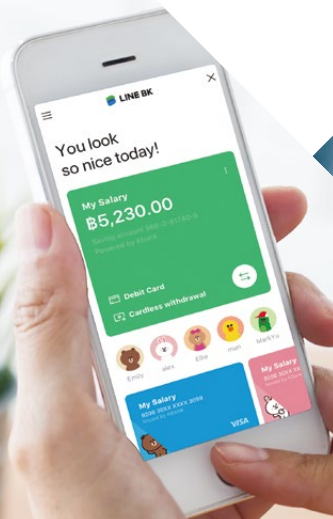 LINE BK
You look
so nice today!
My Salary
฿5,230.00
Debit Card
Cardless withdrawal
Emily
alex
Ellie
mom
MarkYu
My Salary
VISA
My Salary